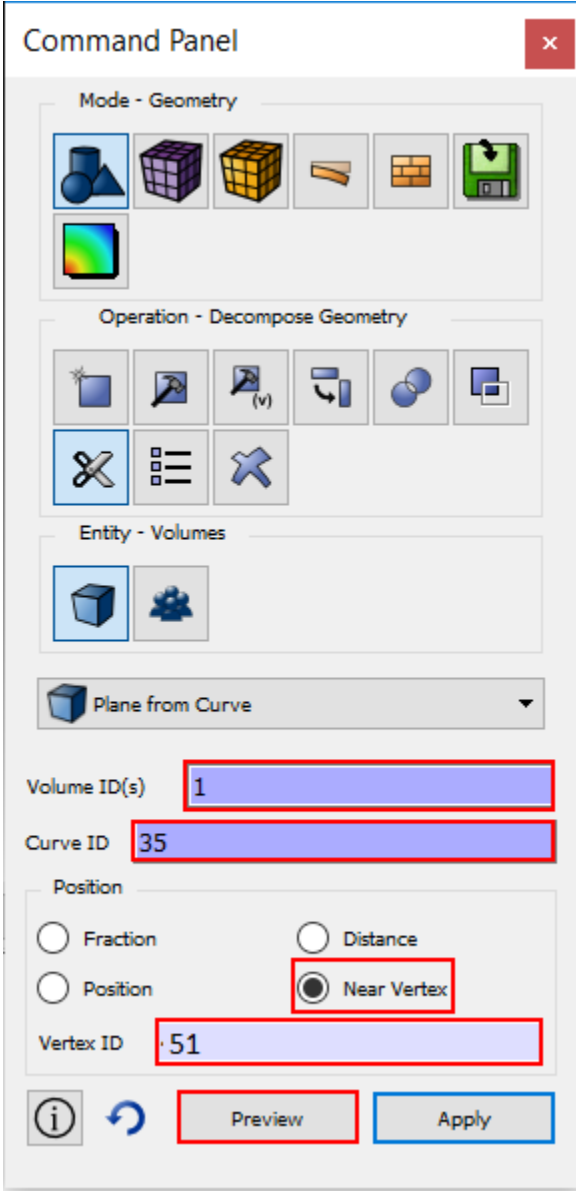 Command Panel
Mode - Geometry
Operation - Decompose Geometry
(v)
Entity - Volumes
Plane from Curve
Volume ID(s) 1
Curve ID 35
Position
Fraction Distance
Position Near Vertex
Vertex ID 51
Preview Apply